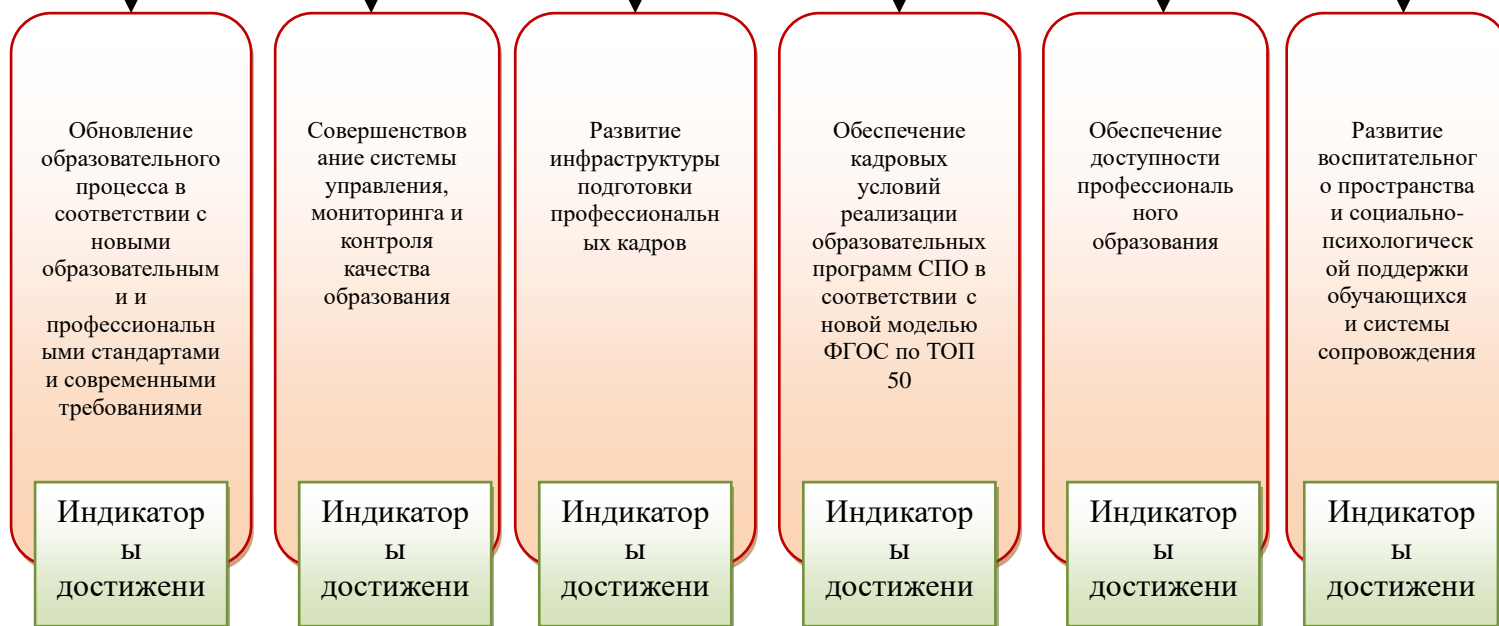 Обновление
образовательного
процесса в
соответствии с
новыми
образовательным
и и
профессиональн
ыми стандартами
и современными
требованиями
Индикатор
ы
достижени
Совершенствов
ание системы
управления,
мониторинга и
контроля
качества
образования
Индикатор
ы
достижени
Развитие
инфраструктуры
подготовки
профессиональн
ых кадров
Индикатор
ы
достижени
Обеспечение
кадровых
условий
реализации
образовательных
программ СПО в
соответствии с
новой моделью
ФГОС по ТОП
50
Индикатор
ы
достижени
Обеспечение
доступности
профессиональ
ного
образования
Индикатор
ы
достижени
Развитие
воспитательног
о пространства
и социально-
психологическ
ой поддержки
обучающихся
и системы
сопровождения
Индикатор
ы
достижени